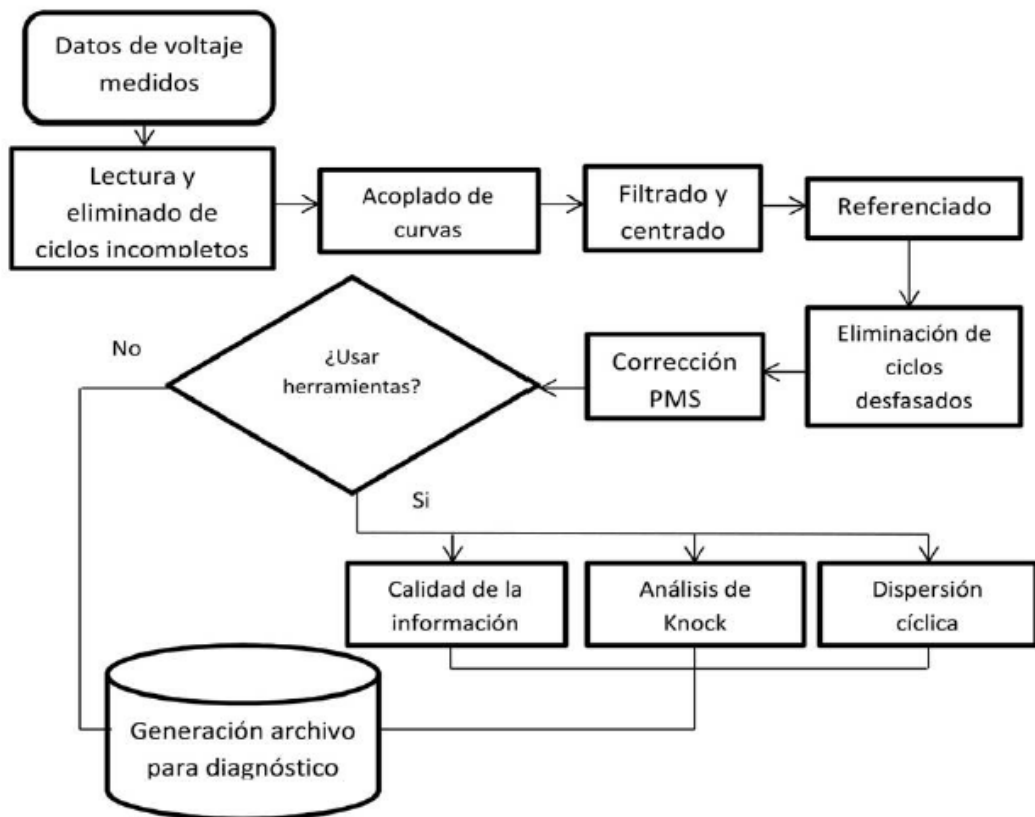 Datos de voltaje
medidos
Lectura y
eliminado de
ciclos incompletos
Acoplado de
curvas
Filtrado y
centrado
Referenciado
Eliminación de
ciclos
desfasados
Corrección
PMS
¿Usar
herramientas?
No
Si
Calidad de la
información
Análisis de
Knock
Dispersión
cíclica
Generación archivo
para diagnóstico